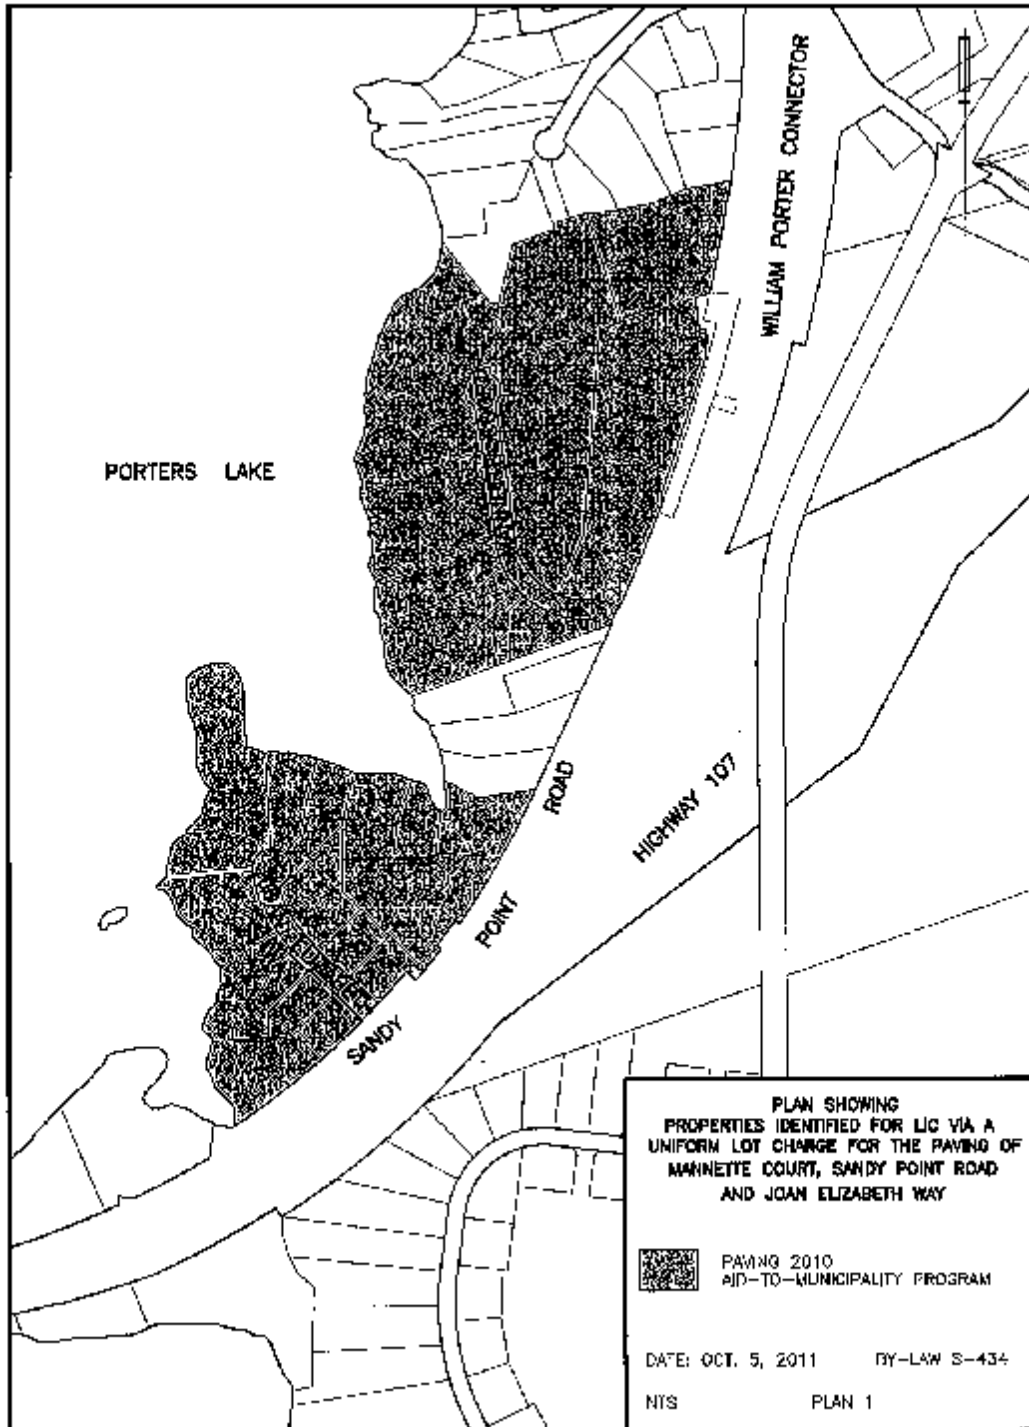 WILLIAM PORTER CONNECTOR
PORTERS LAKE
ROAD
HIGHWAY 107
POINT
SANDY
PLAN SHOWING
PROPERTIES IDENTIFIED FOR LIC VIA A
UNIFORM LOT CHARGE FOR THE PAVING OF
MANNETTE COURT, SANDY POINT ROAD
AND JOAN ELIZABETH WAY
PAVING 2010
AID-TO-MUNICIPALITY PROGRAM
DATE: OCT. 5, 2011 BY-LAW S-434
NTS PLAN 1